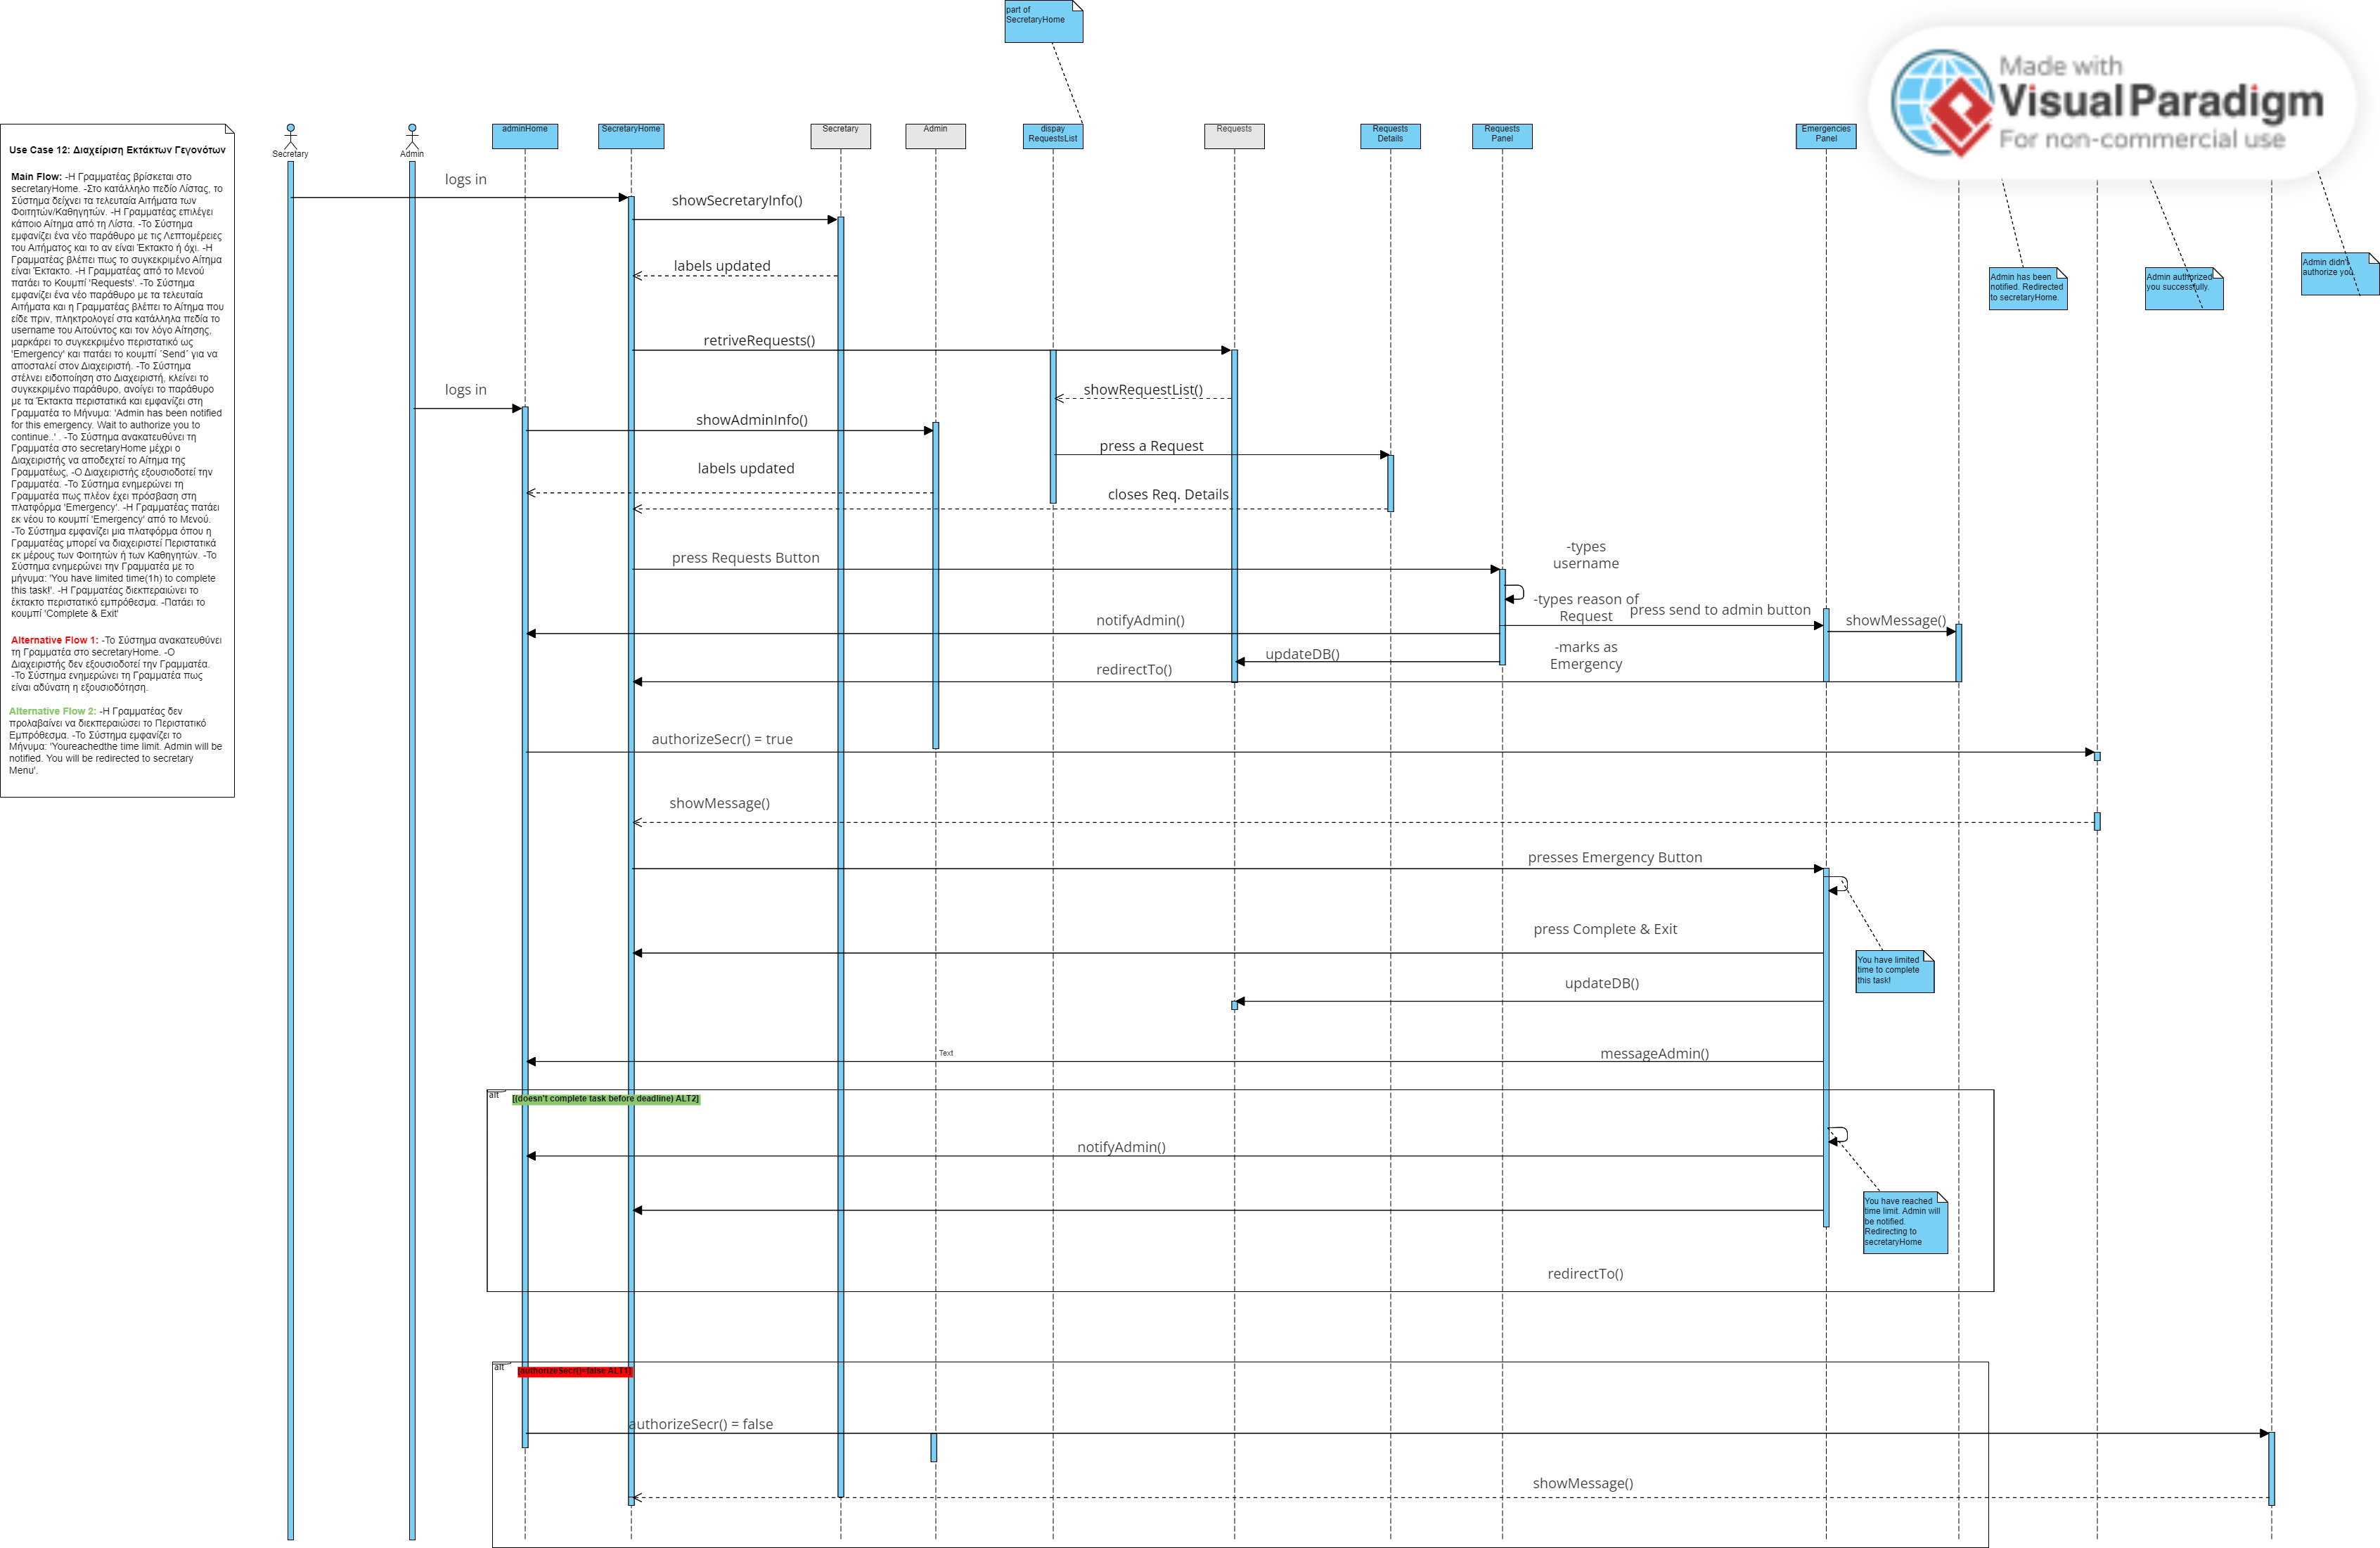 part of
SecretaryHome
Made with
Visual Paradigm
For non-commercial use
Secretary
Admin
adminHome
SecretaryHome
Secretary
Admin
dispay
RequestsList
Requests
Requests
Details
Requests
Panel
Emergencies
Panel
Use Case 12: Διαχείριση Εκτάκτων Γεγονότων
Main Flow: -Η Γραμματέας βρίσκεται στο
secretaryHome. -Στο κατάλληλο πεδίο Λίστας, το
Σύστημα δείχνει τα τελευταία Αιτήματα των
Φοιτητών/Καθηγητών. -Η Γραμματέας επιλέγει
κάποιο Αίτημα από τη Λίστα. -Το Σύστημα
εμφανίζει ένα νέο παράθυρο με τις Λεπτομέρειες
του Αιτήματος και το αν είναι Έκτακτο ή όχι. -Η
Γραμματέας βλέπει πως το συγκεκριμένο Αίτημα
είναι Έκτακτο. -Η Γραμματέας από το Μενού
πατάει το Κουμπί 'Requests'. -Το Σύστημα
εμφανίζει ένα νέο παράθυρο με τα τελευταία
Αιτήματα και η Γραμματέας βλέπει το Αίτημα που
είδε πριν, πληκτρολογεί στα κατάλληλα πεδία το
username του Αιτούντος και τον λόγο Αίτησης,
μαρκάρει το συγκεκριμένο περιστατικό ως
'Emergency' και πατάει το κουμπί ΄Send΄ για να
αποσταλεί στον Διαχειριστή. -Το Σύστημα
στέλνει ειδοποίηση στο Διαχειριστή, κλείνει το
συγκεκριμένο παράθυρο, ανοίγει το παράθυρο
με τα Έκτακτα περιστατικά και εμφανίζει στη
Γραμματέα το Μήνυμα: 'Admin has been notified
for this emergency. Wait to authorize you to
continue..' . -Το Σύστημα ανακατευθύνει τη
Γραμματέα στο secretaryHome μέχρι ο
Διαχειριστής να αποδεχτεί το Αίτημα της
Γραμματέως, -Ο Διαχειριστής εξουσιοδοτεί την
Γραμματέα. -Το Σύστημα ενημερώνει τη
Γραμματέα πως πλέον έχει πρόσβαση στη
πλατφόρμα 'Emergency'. -Η Γραμματέας πατάει
εκ νέου το κουμπί 'Emergency' από το Μενού.
-Το Σύστημα εμφανίζει μια πλατφόρμα όπου η
Γραμματέας μπορεί να διαχειριστεί Περιστατικά
εκ μέρους των Φοιτητών ή των Καθηγητών. -Το
Σύστημα ενημερώνει την Γραμματέα με το
μήνυμα: 'You have limited time(1h) to complete
this task!'. -Η Γραμματέας διεκπεραιώνει το
έκτακτο περιστατικό εμπρόθεσμα. -Πατάει το
κουμπί 'Complete & Exit'
Alternative Flow 1: -Το Σύστημα ανακατευθύνει
τη Γραμματέα στο secretaryHome. -Ο
Διαχειριστής δεν εξουσιοδοτεί την Γραμματέα.
-Το Σύστημα ενημερώνει τη Γραμματέα πως
είναι αδύνατη η εξουσιοδότηση.
Alternative Flow 2: -Η Γραμματέας δεν
προλαβαίνει να διεκπεραιώσει το Περιστατικό
Εμπρόθεσμα. -Το Σύστημα εμφανίζει το
Μήνυμα: 'Youreachedthe time limit. Admin will be
notified. You will be redirected to secretary
Menu'.
logs in
showSecretaryInfo()
labels updated
Admin has been
notified. Redirected
to secretaryHome.
Admin authorized
you successfully.
Admin didn't
authorize you.
retriveRequests()
logs in
showRequestList()
showAdminInfo()
press a Request
labels updated
closes Req. Details
press Requests Button
-types
username
-types reason of
Request
press send to admin button
showMessage()
notifyAdmin()
-marks as
Emergency
updateDB()
redirectTo()
authorizeSecr() = true
showMessage()
presses Emergency Button
press Complete & Exit
You have limited
time to complete
this task!
updateDB()
Text
messageAdmin()
alt
[(doesn't complete task before deadline) ALT2]
notifyAdmin()
You have reached
time limit. Admin will
be notified.
Redirecting to
secretaryHome
redirectTo()
alt
[authorizeSecr()=false ALT1]
authorizeSecr() = false
showMessage()